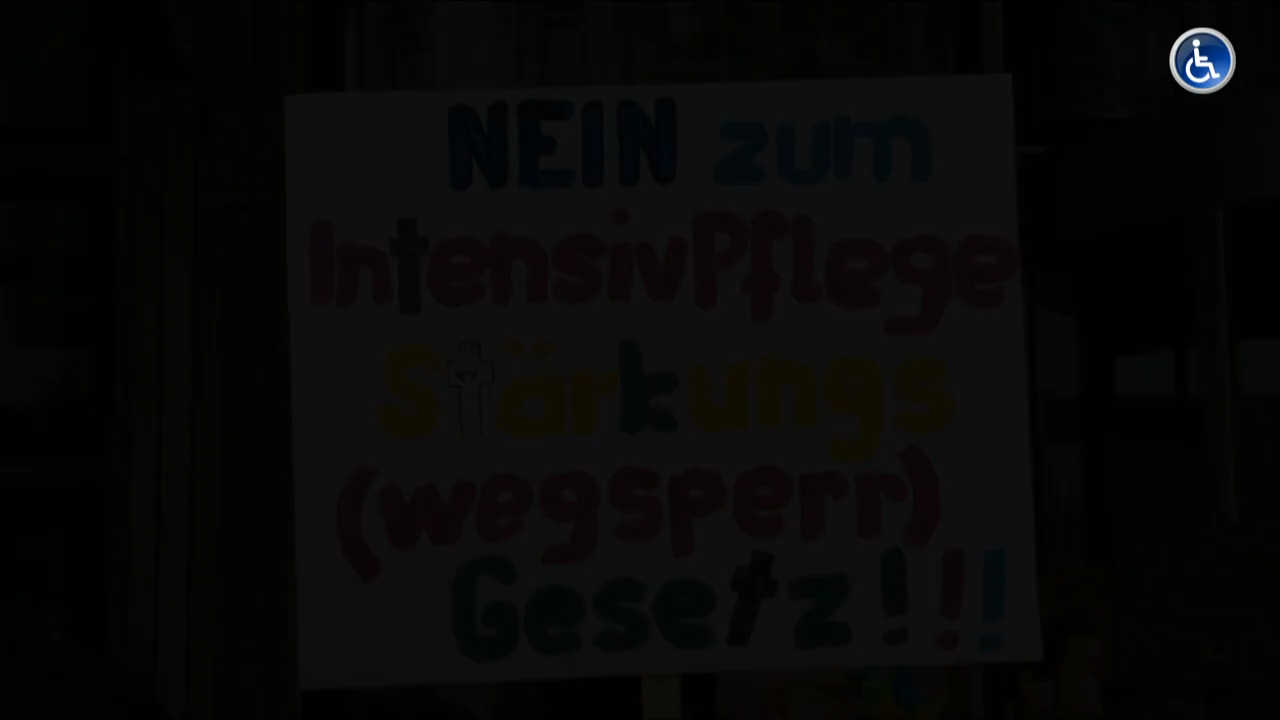 NEIN zum
IntensivPflege
Stärkungs
(wegsperr)
Gesetz!!!